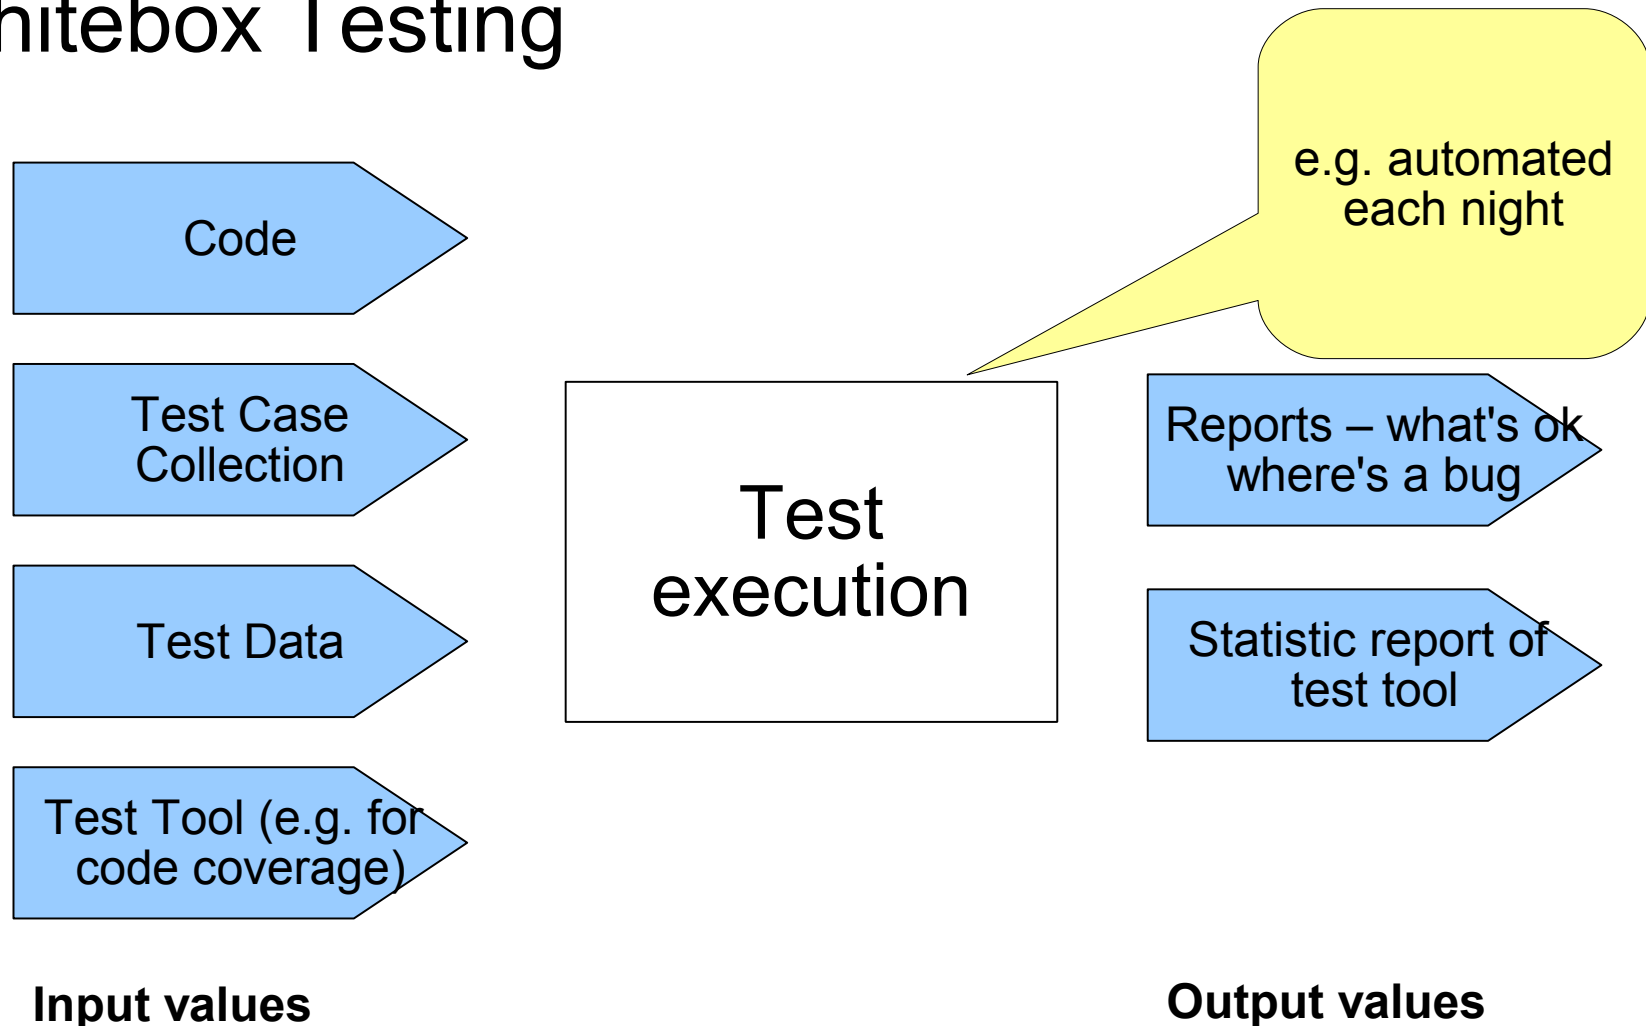 hitebox Testing
e.g. automated
each night
Code
Test Case
Collection
Test Data
Test Tool (e.g. for
code coverage)
Test
execution
Reports – what's ok
where's a bug
Statistic report of
test tool
Input values
Output values